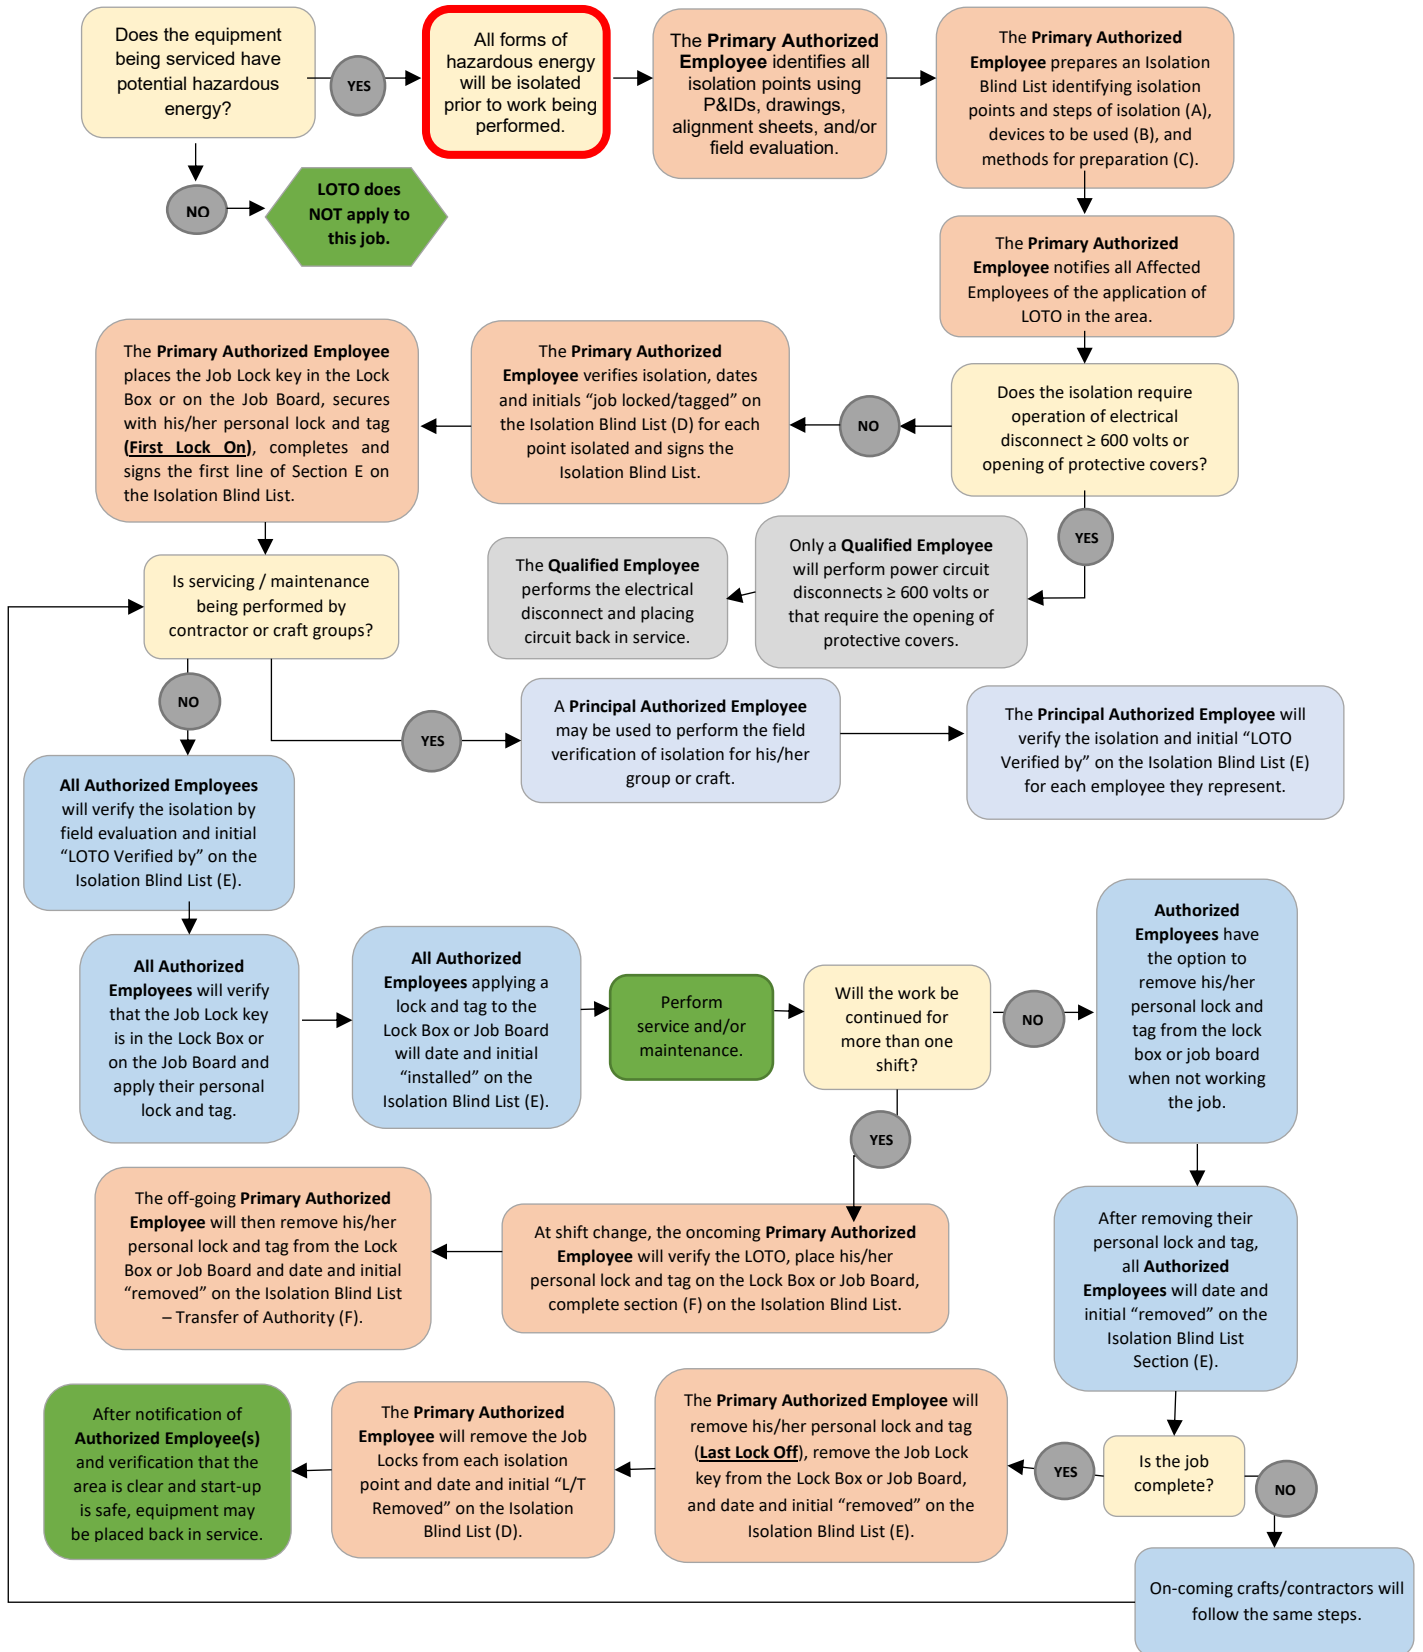 Does the equipment
being serviced have
potential hazardous
energy?
YES
All forms of
hazardous energy
will be isolated
prior to work being
performed.
The Primary Authorized
Employee identifies all
isolation points using
P&IDs, drawings,
alignment sheets, and/or
field evaluation.
The Primary Authorized
Employee prepares an Isolation
Blind List identifying isolation
points and steps of isolation (A),
devices to be used (B), and
methods for preparation (C).
NO
LOTO does
NOT apply to
this job.
The Primary Authorized
Employee notifies all Affected
Employees of the application of
LOTO in the area.
Does the isolation require
operation of electrical
disconnect ≥ 600 volts or
opening of protective covers?
NO
The Primary Authorized
Employee verifies isolation, dates
and initials “job locked/tagged” on
the Isolation Blind List (D) for each
point isolated and signs the
Isolation Blind List.
The Primary Authorized Employee
places the Job Lock key in the Lock
Box or on the Job Board, secures
with his/her personal lock and tag
(First Lock On), completes and
signs the first line of Section E on
the Isolation Blind List.
YES
Only a Qualified Employee
will perform power circuit
disconnects ≥ 600 volts or
that require the opening of
protective covers.
The Qualified Employee
performs the electrical
disconnect and placing
circuit back in service.
Is servicing / maintenance
being performed by
contractor or craft groups?
NO
YES
A Principal Authorized Employee
may be used to perform the field
verification of isolation for his/her
group or craft.
The Principal Authorized Employee will
verify the isolation and initial “LOTO
Verified by” on the Isolation Blind List (E)
for each employee they represent.
All Authorized Employees
will verify the isolation by
field evaluation and initial
“LOTO Verified by” on the
Isolation Blind List (E).
All Authorized
Employees will verify
that the Job Lock key
is in the Lock Box or
on the Job Board and
apply their personal
lock and tag.
All Authorized
Employees applying a
lock and tag to the
Lock Box or Job Board
will date and initial
“installed” on the
Isolation Blind List (E).
Perform
service and/or
maintenance.
Will the work be
continued for
more than one
shift?
NO
Authorized
Employees have
the option to
remove his/her
personal lock and
tag from the lock
box or job board
when not working
the job.
YES
At shift change, the oncoming Primary Authorized
Employee will verify the LOTO, place his/her
personal lock and tag on the Lock Box or Job Board,
complete section (F) on the Isolation Blind List.
The off-going Primary Authorized
Employee will then remove his/her
personal lock and tag from the Lock
Box or Job Board and date and initial
“removed” on the Isolation Blind List
– Transfer of Authority (F).
After removing their
personal lock and tag,
all Authorized
Employees will date and
initial “removed” on the
Isolation Blind List
Section (E).
Is the job
complete?
YES
The Primary Authorized Employee will
remove his/her personal lock and tag
(Last Lock Off), remove the Job Lock
key from the Lock Box or Job Board,
and date and initial “removed” on the
Isolation Blind List (E).
The Primary Authorized
Employee will remove the Job
Locks from each isolation
point and date and initial “L/T
Removed” on the Isolation
Blind List (D).
After notification of
Authorized Employee(s)
and verification that the
area is clear and start-up
is safe, equipment may
be placed back in service.
NO
On-coming crafts/contractors will
follow the same steps.